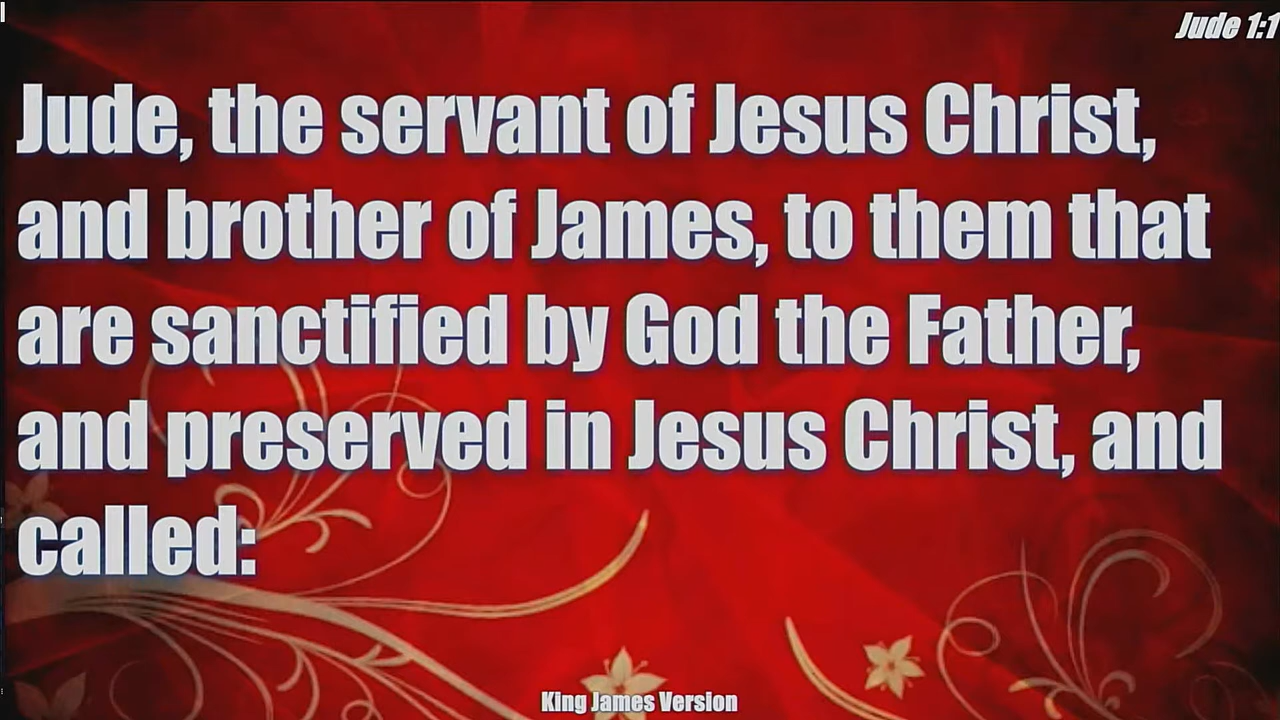 Jude 1:1
Jude, the servant of Jesus Christ,
and brother of James, to them that
are sanctified by God the Father,
and preserved in Jesus Christ, and
called:
King James Version